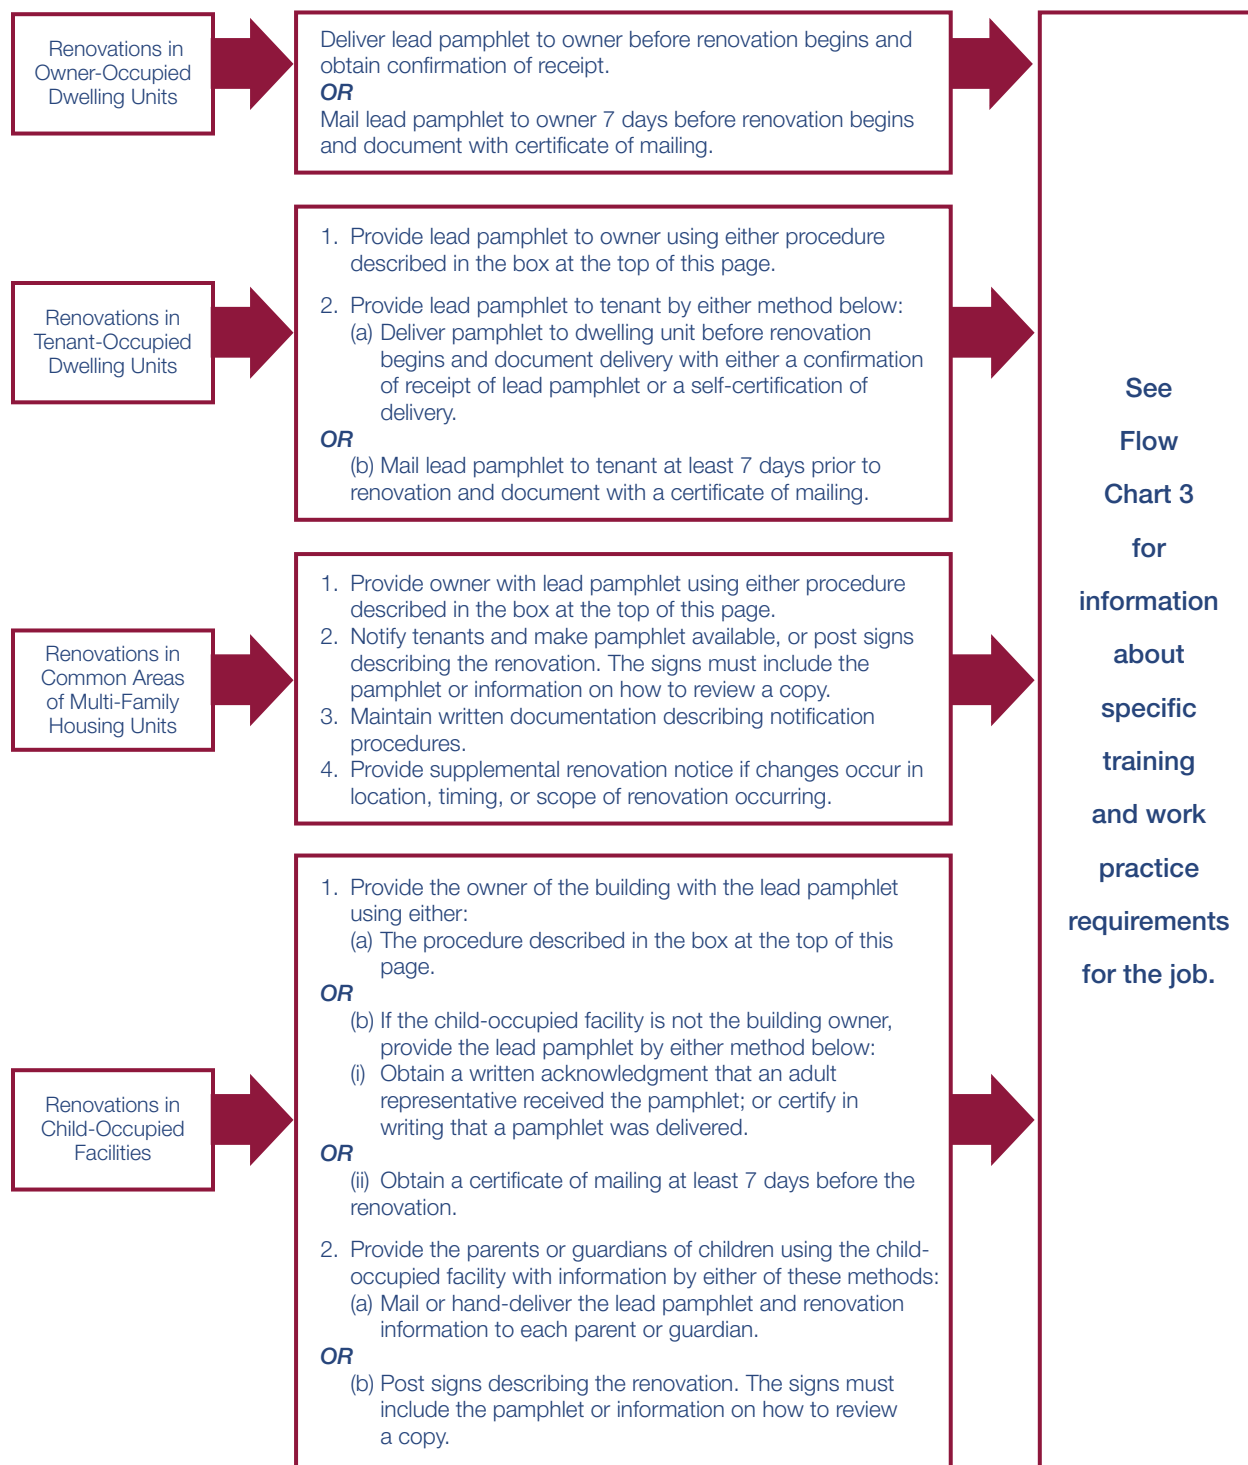 Renovations in
Owner-Occupied
Dwelling Units
Deliver lead pamphlet to owner before renovation begins and
obtain confirmation of receipt.
OR
Mail lead pamphlet to owner 7 days before renovation begins
and document with certificate of mailing.
Renovations in
Tenant-Occupied
Dwelling Units
1. Provide lead pamphlet to owner using either procedure
described in the box at the top of this page.
2. Provide lead pamphlet to tenant by either method below:
(a) Deliver pamphlet to dwelling unit before renovation
begins and document delivery with either a confirmation
of receipt of lead pamphlet or a self-certification of
delivery.
OR
(b) Mail lead pamphlet to tenant at least 7 days prior to
renovation and document with a certificate of mailing.
Renovations in
Common Areas
of Multi-Family
Housing Units
1. Provide owner with lead pamphlet using either procedure
described in the box at the top of this page.
2. Notify tenants and make pamphlet available, or post signs
describing the renovation. The signs must include the
pamphlet or information on how to review a copy.
3. Maintain written documentation describing notification
procedures.
4. Provide supplemental renovation notice if changes occur in
location, timing, or scope of renovation occurring.
Renovations in
Child-Occupied
Facilities
1. Provide the owner of the building with the lead pamphlet
using either:
(a) The procedure described in the box at the top of this
page.
OR
(b) If the child-occupied facility is not the building owner,
provide the lead pamphlet by either method below:
(i) Obtain a written acknowledgment that an adult
representative received the pamphlet; or certify in
writing that a pamphlet was delivered.
OR
(ii) Obtain a certificate of mailing at least 7 days before the
renovation.
2. Provide the parents or guardians of children using the child-
occupied facility with information by either of these methods:
(a) Mail or hand-deliver the lead pamphlet and renovation
information to each parent or guardian.
OR
(b) Post signs describing the renovation. The signs must
include the pamphlet or information on how to review
a copy.
See
Flow
Chart 3
for
information
about
specific
training
and work
practice
requirements
for the job.